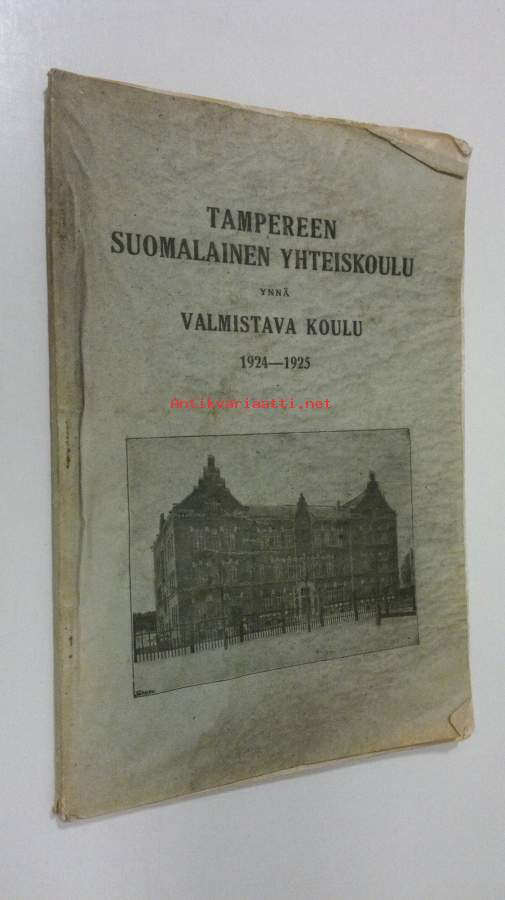 TAMPEREEN
SUOMALAINEN YHTEISKOULU
YNNÄ
VALMISTAVA KOULU
1924—1925
Antikvariaatti.net